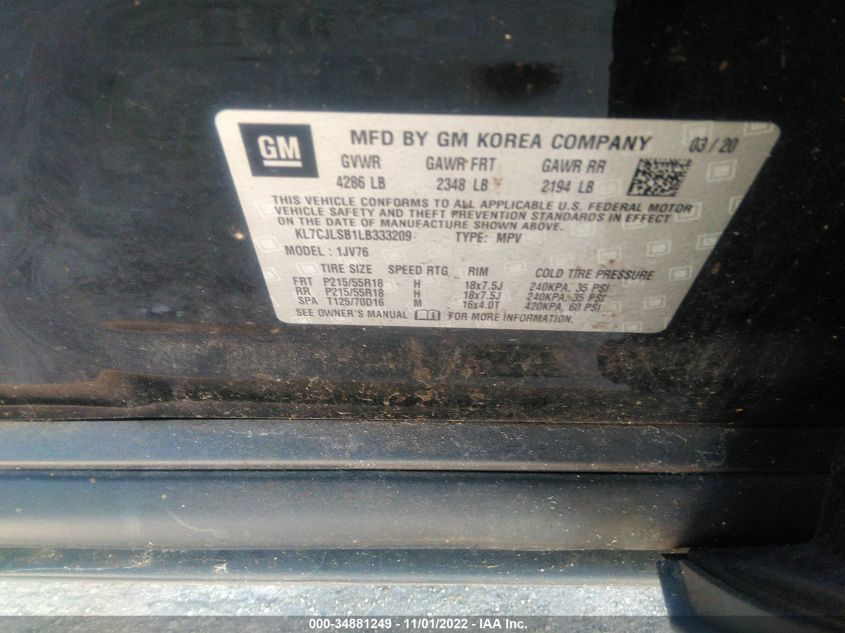 GM MFD BY GM KOREA COMPANY 03/20
GVWR GAWR FRT GAWR RR
4286 LB 2348 LB 2194 LB
THIS VEHICLE CONFORMS TO ALL APPLICABLE U.S. FEDERAL MOTOR
VEHICLE SAFETY AND THEFT PREVENTION STANDARDS IN EFFECT
ON THE DATE OF MANUFACTURE SHOWN ABOVE.
KL7CJLSB1LB333209 TYPE: MPV
MODEL: 1JV76
TIRE SIZE SPEED RTG RIM COLD TIRE PRESSURE
FRT P215/55R18 H 18x7.5J 240KPA, 35 PSI
RR P215/55R18 H 18x7.5J 240KPA, 35 PSI
SPA T125/70D16 M 16x4.0T 420KPA, 60 PSI
SEE OWNER'S MANUAL FOR MORE INFORMATION.
000-34881249 - 11/01/2022 - IAA Inc.